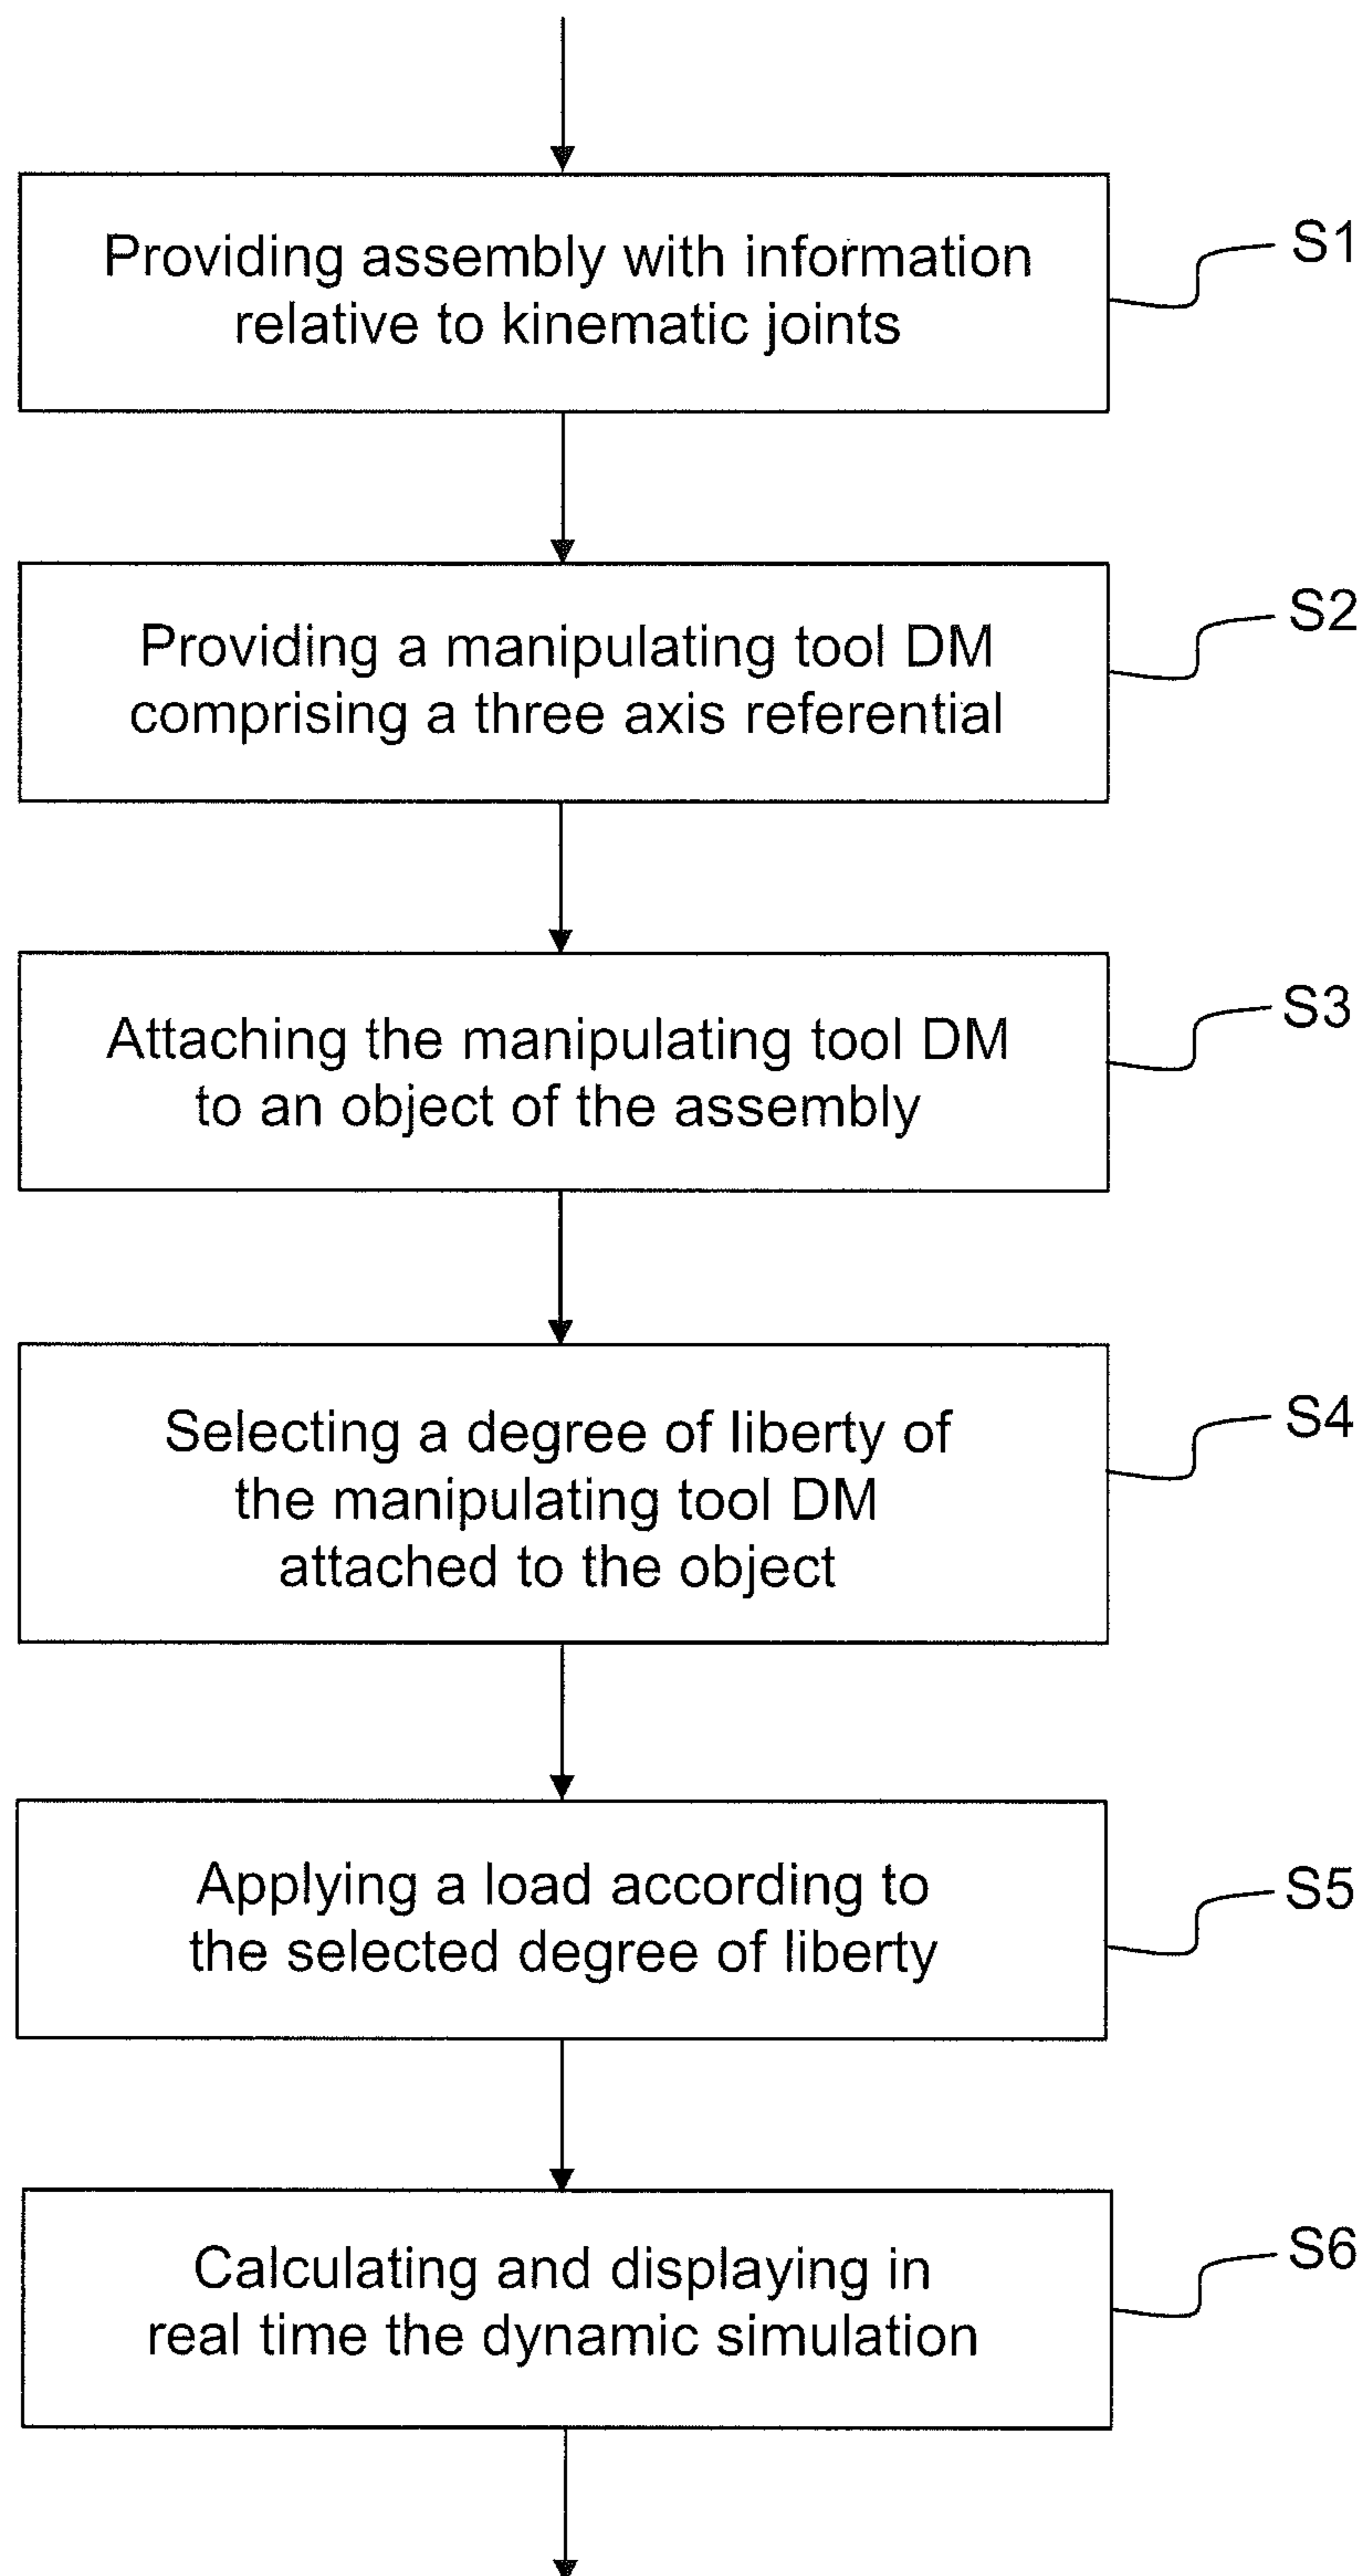 Providing assembly with information
relative to kinematic joints
S1
Providing a manipulating tool DM
comprising a three axis referential
S2
Attaching the manipulating tool DM
to an object of the assembly
S3
Selecting a degree of liberty of
the manipulating tool DM
attached to the object
S4
Applying a load according to
the selected degree of liberty
S5
Calculating and displaying in
real time the dynamic simulation
S6